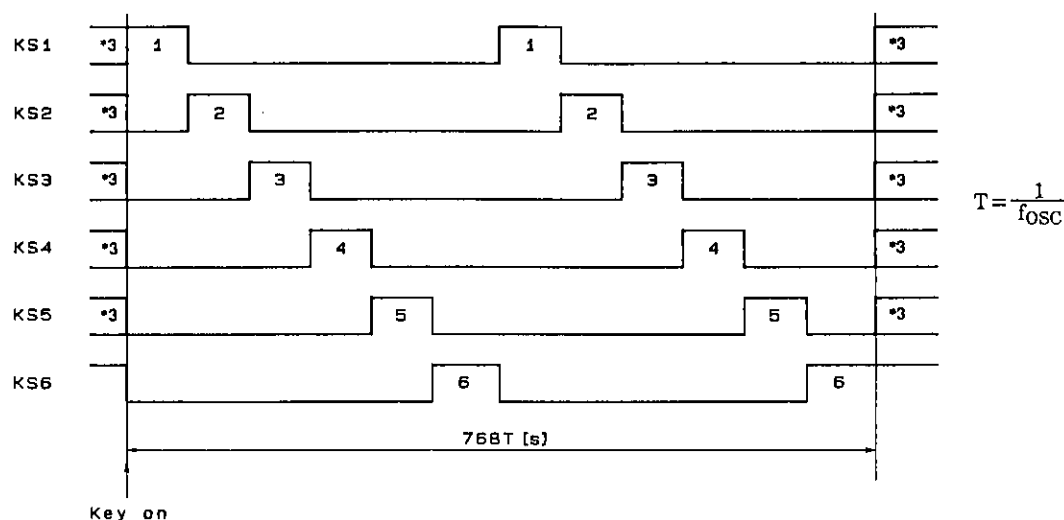 KS1 *3 1 1 *3
KS2 *3 2 2 *3
KS3 *3 3 3 *3
T=1/fOSC
KS4 *3 4 4 *3
KS5 *3 5 5 *3
KS6 6 6
768T [s]
Key on